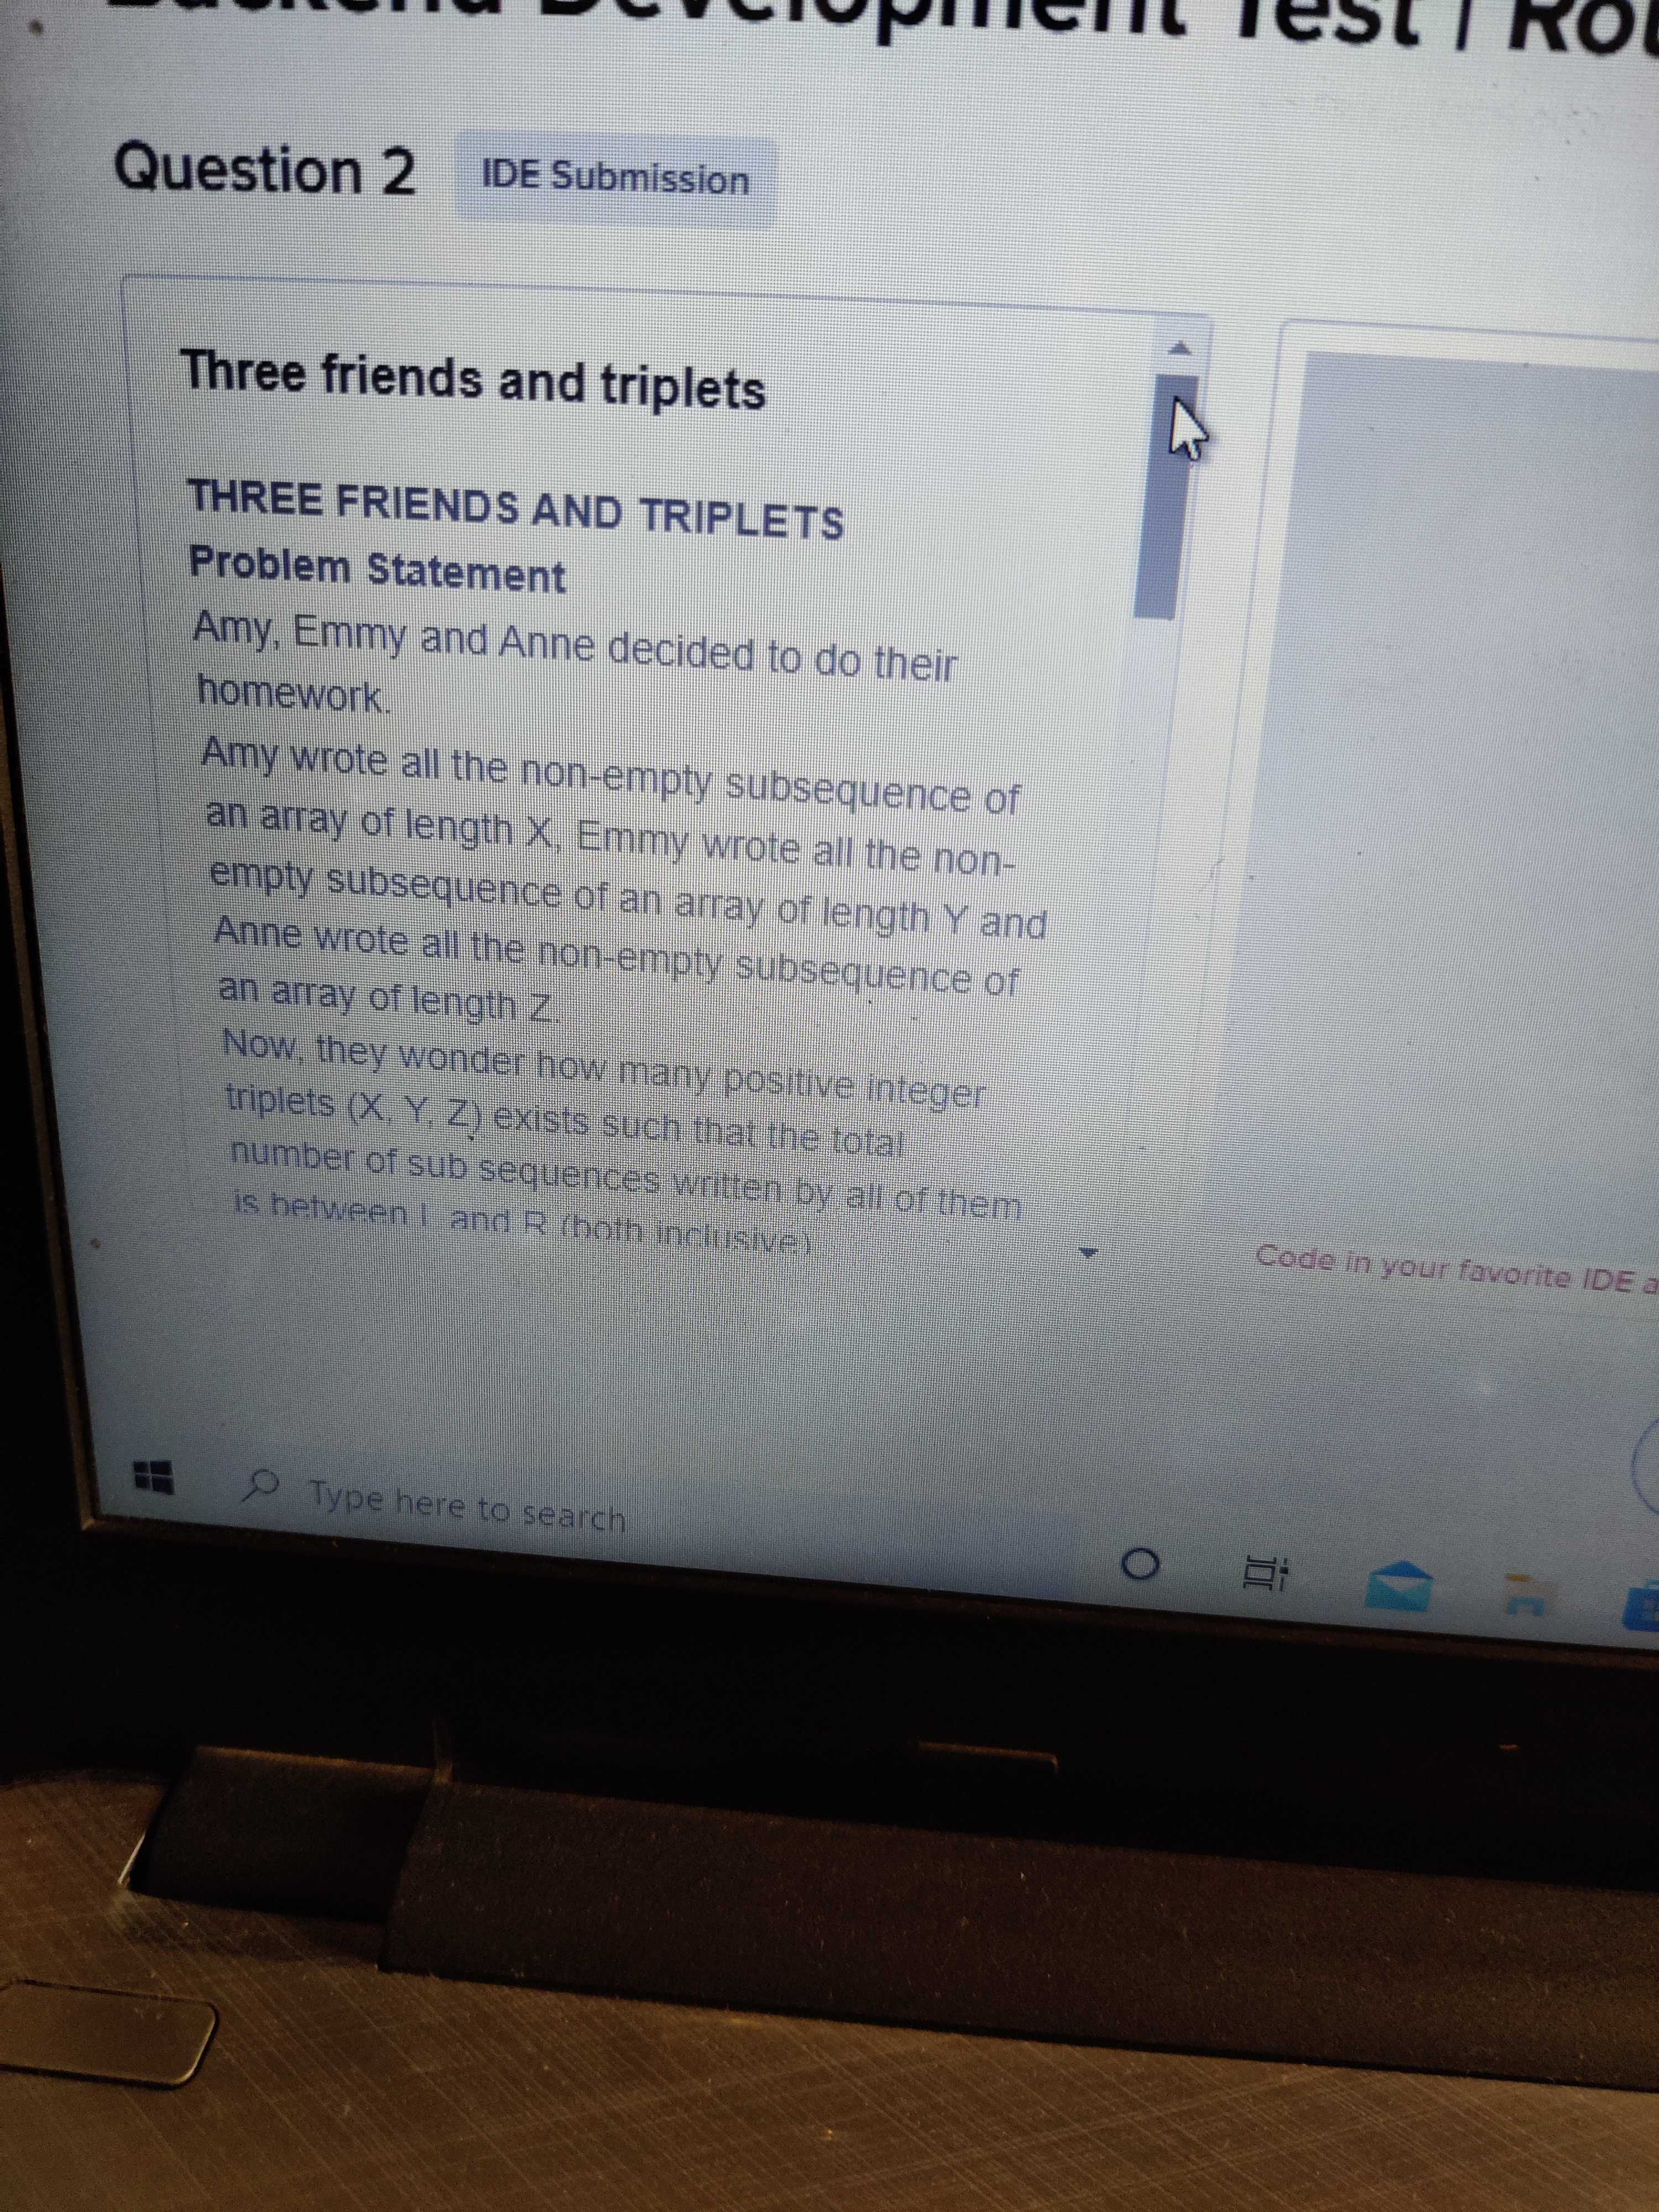 Backend Development Test |
Question 2
IDE Submission
Three friends and triplets
THREE FRIENDS AND TRIPLETS
Problem Statement
Amy, Emmy and Anne decided to do their
homework.
Amy wrote all the non-empty subsequence of
an array of length X, Emmy wrote all the non-
empty subsequence of an array of length Y and
Anne wrote all the non-empty subsequence of
an array of length Z.
Now, they wonder how many positive integer
triplets (X, Y, Z) exists such that the total
number of sub sequences written by all of them
is between L and R (both inclusive)
Code in your favorite IDE a
Type here to search